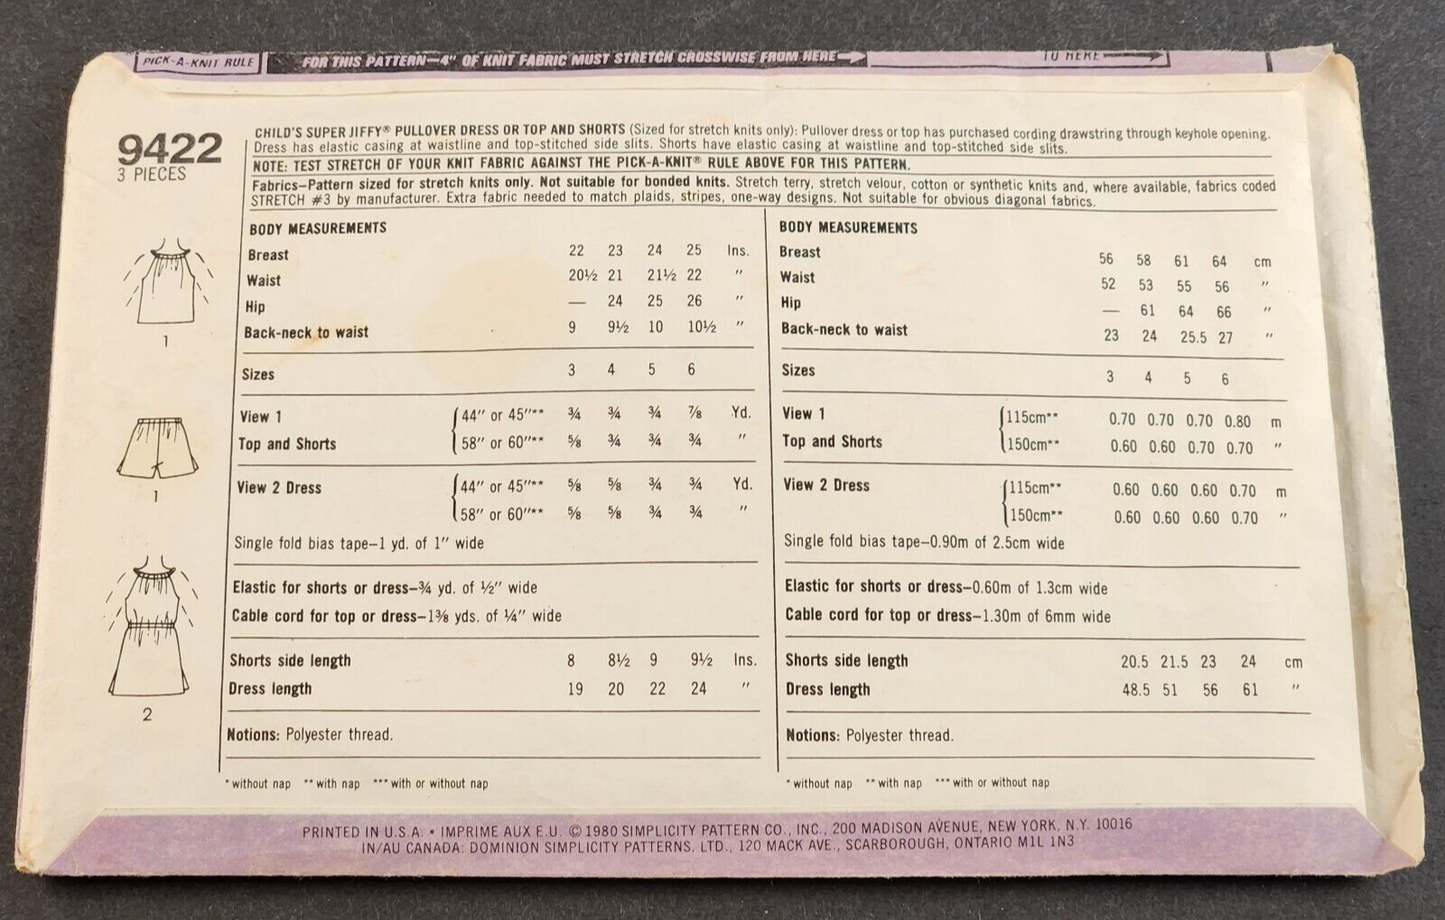 PICK-A-KNIT RULE
FOR THIS PATTERN—4" OF KNIT FABRIC MUST STRETCH CROSSWISE FROM HERE
TO HERE
9422
3 PIECES
CHILD'S SUPER JIFFY® PULLOVER DRESS OR TOP AND SHORTS (Sized for stretch knits only): Pullover dress or top has purchased cording drawstring through keyhole opening.
Dress has elastic casing at waistline and top-stitched side slits. Shorts have elastic casing at waistline and top-stitched side slits.
NOTE: TEST STRETCH OF YOUR KNIT FABRIC AGAINST THE PICK-A-KNIT® RULE ABOVE FOR THIS PATTERN.
Fabrics—Pattern sized for stretch knits only. Not suitable for bonded knits. Stretch terry, stretch velour, cotton or synthetic knits and, where available, fabrics coded
STRETCH #3 by manufacturer. Extra fabric needed to match plaids, stripes, one-way designs. Not suitable for obvious diagonal fabrics.
1
1
2
BODY MEASUREMENTS
Breast 22 23 24 25 Ins.
Waist 20½ 21 21½ 22 "
Hip — 24 25 26 "
Back-neck to waist 9 9½ 10 10½ "
Sizes 3 4 5 6
View 1 44" or 45"** ¾ ¾ ¾ ⅞ Yd.
Top and Shorts 58" or 60"** ⅝ ¾ ¾ ¾ "
View 2 Dress 44" or 45"** ⅝ ⅝ ¾ ¾ Yd.
58" or 60"** ⅝ ⅝ ¾ ¾ "
Single fold bias tape—1 yd. of 1" wide
Elastic for shorts or dress—¾ yd. of ½" wide
Cable cord for top or dress—1⅜ yds. of ¼" wide
Shorts side length 8 8½ 9 9½ Ins.
Dress length 19 20 22 24 "
Notions: Polyester thread.
*without nap **with nap ***with or without nap
BODY MEASUREMENTS
Breast 56 58 61 64 cm
Waist 52 53 55 56 "
Hip — 61 64 66 "
Back-neck to waist 23 24 25.5 27 "
Sizes 3 4 5 6
View 1 115cm** 0.70 0.70 0.70 0.80 m
Top and Shorts 150cm** 0.60 0.60 0.70 0.70 "
View 2 Dress 115cm** 0.60 0.60 0.60 0.70 m
150cm** 0.60 0.60 0.60 0.70 "
Single fold bias tape—0.90m of 2.5cm wide
Elastic for shorts or dress—0.60m of 1.3cm wide
Cable cord for top or dress—1.30m of 6mm wide
Shorts side length 20.5 21.5 23 24 cm
Dress length 48.5 51 56 61 "
Notions: Polyester thread.
*without nap **with nap ***with or without nap
PRINTED IN U.S.A. • IMPRIME AUX E.U. © 1980 SIMPLICITY PATTERN CO., INC., 200 MADISON AVENUE, NEW YORK, N.Y. 10016
IN/AU CANADA: DOMINION SIMPLICITY PATTERNS, LTD., 120 MACK AVE., SCARBOROUGH, ONTARIO M1L 1N3